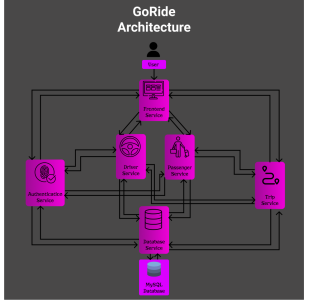 GoRide
Architecture
User
Frontend
Service
Driver
Service
Passenger
Service
Authentication
Service
Trip
Service
Database
Service
MySQL
Database